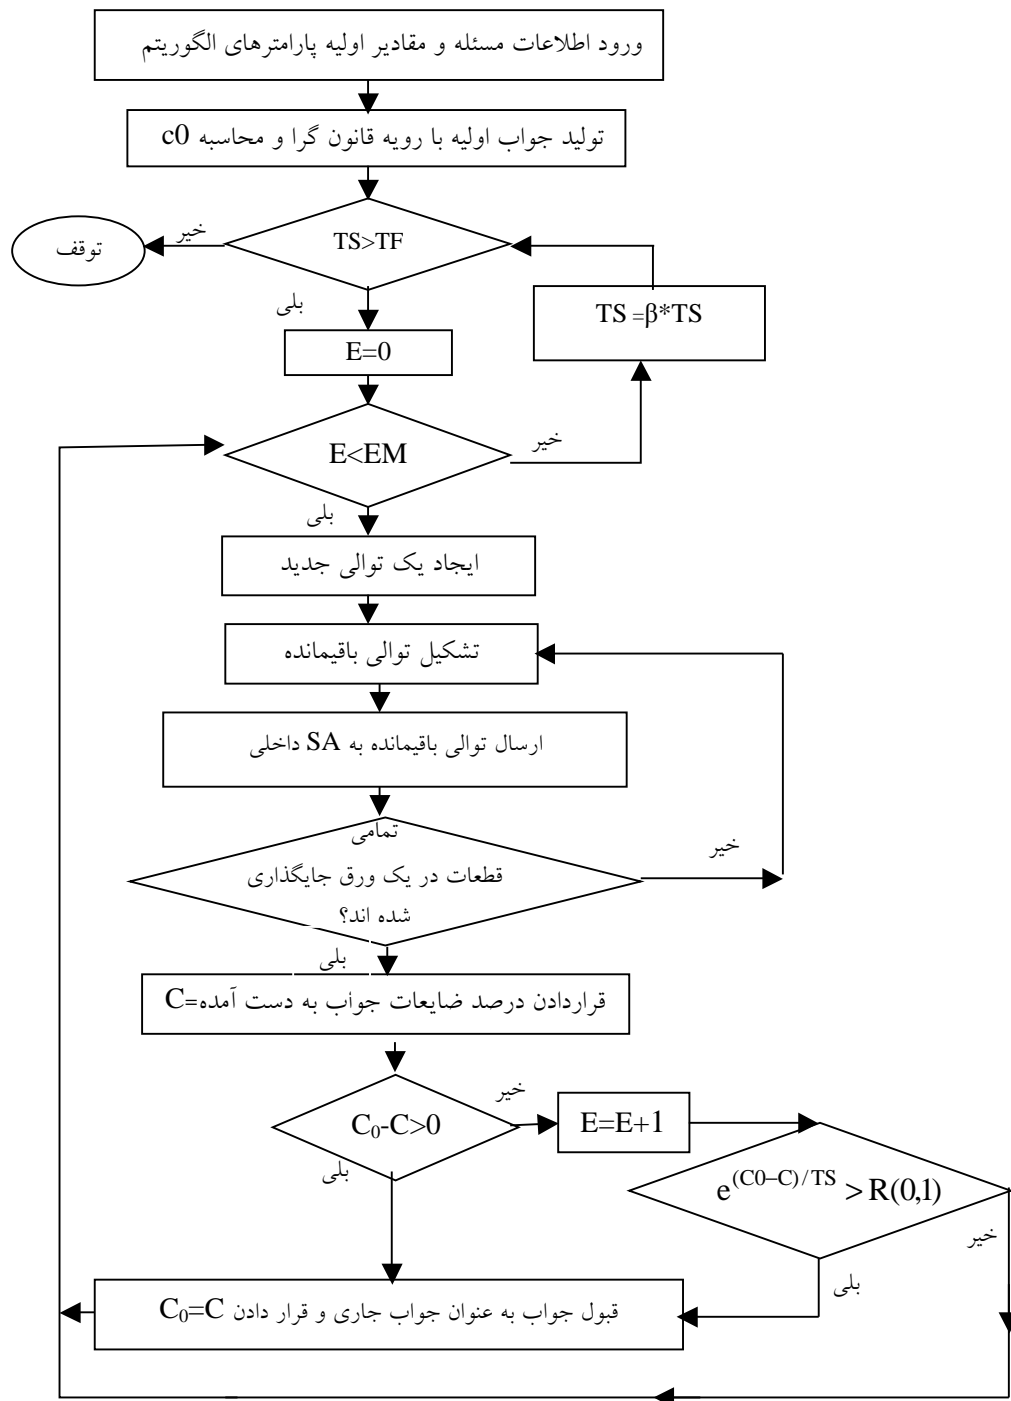 ورود اطلاعات مسئله و مقادیر اولیه پارامترهای الگوریتم
تولید جواب اولیه با رویه قانون گرا و محاسبه c0
TS>TF
خیر
توقف
بلی
TS=β*TS
E=0
E<EM
خیر
بلی
ایجاد یک توالی جدید
تشکیل توالی باقیمانده
ارسال توالی باقیمانده به SA داخلی
تمامی
قطعات در یک ورق جایگذاری
شده اند؟
خیر
بلی
قراردادن درصد ضایعات جواب به دست آمده=C
C₀-C>0
خیر
E=E+1
بلی
e^(C0–C)/TS > R(0,1)
خیر
بلی
قبول جواب به عنوان جواب جاری و قرار دادن C₀=C